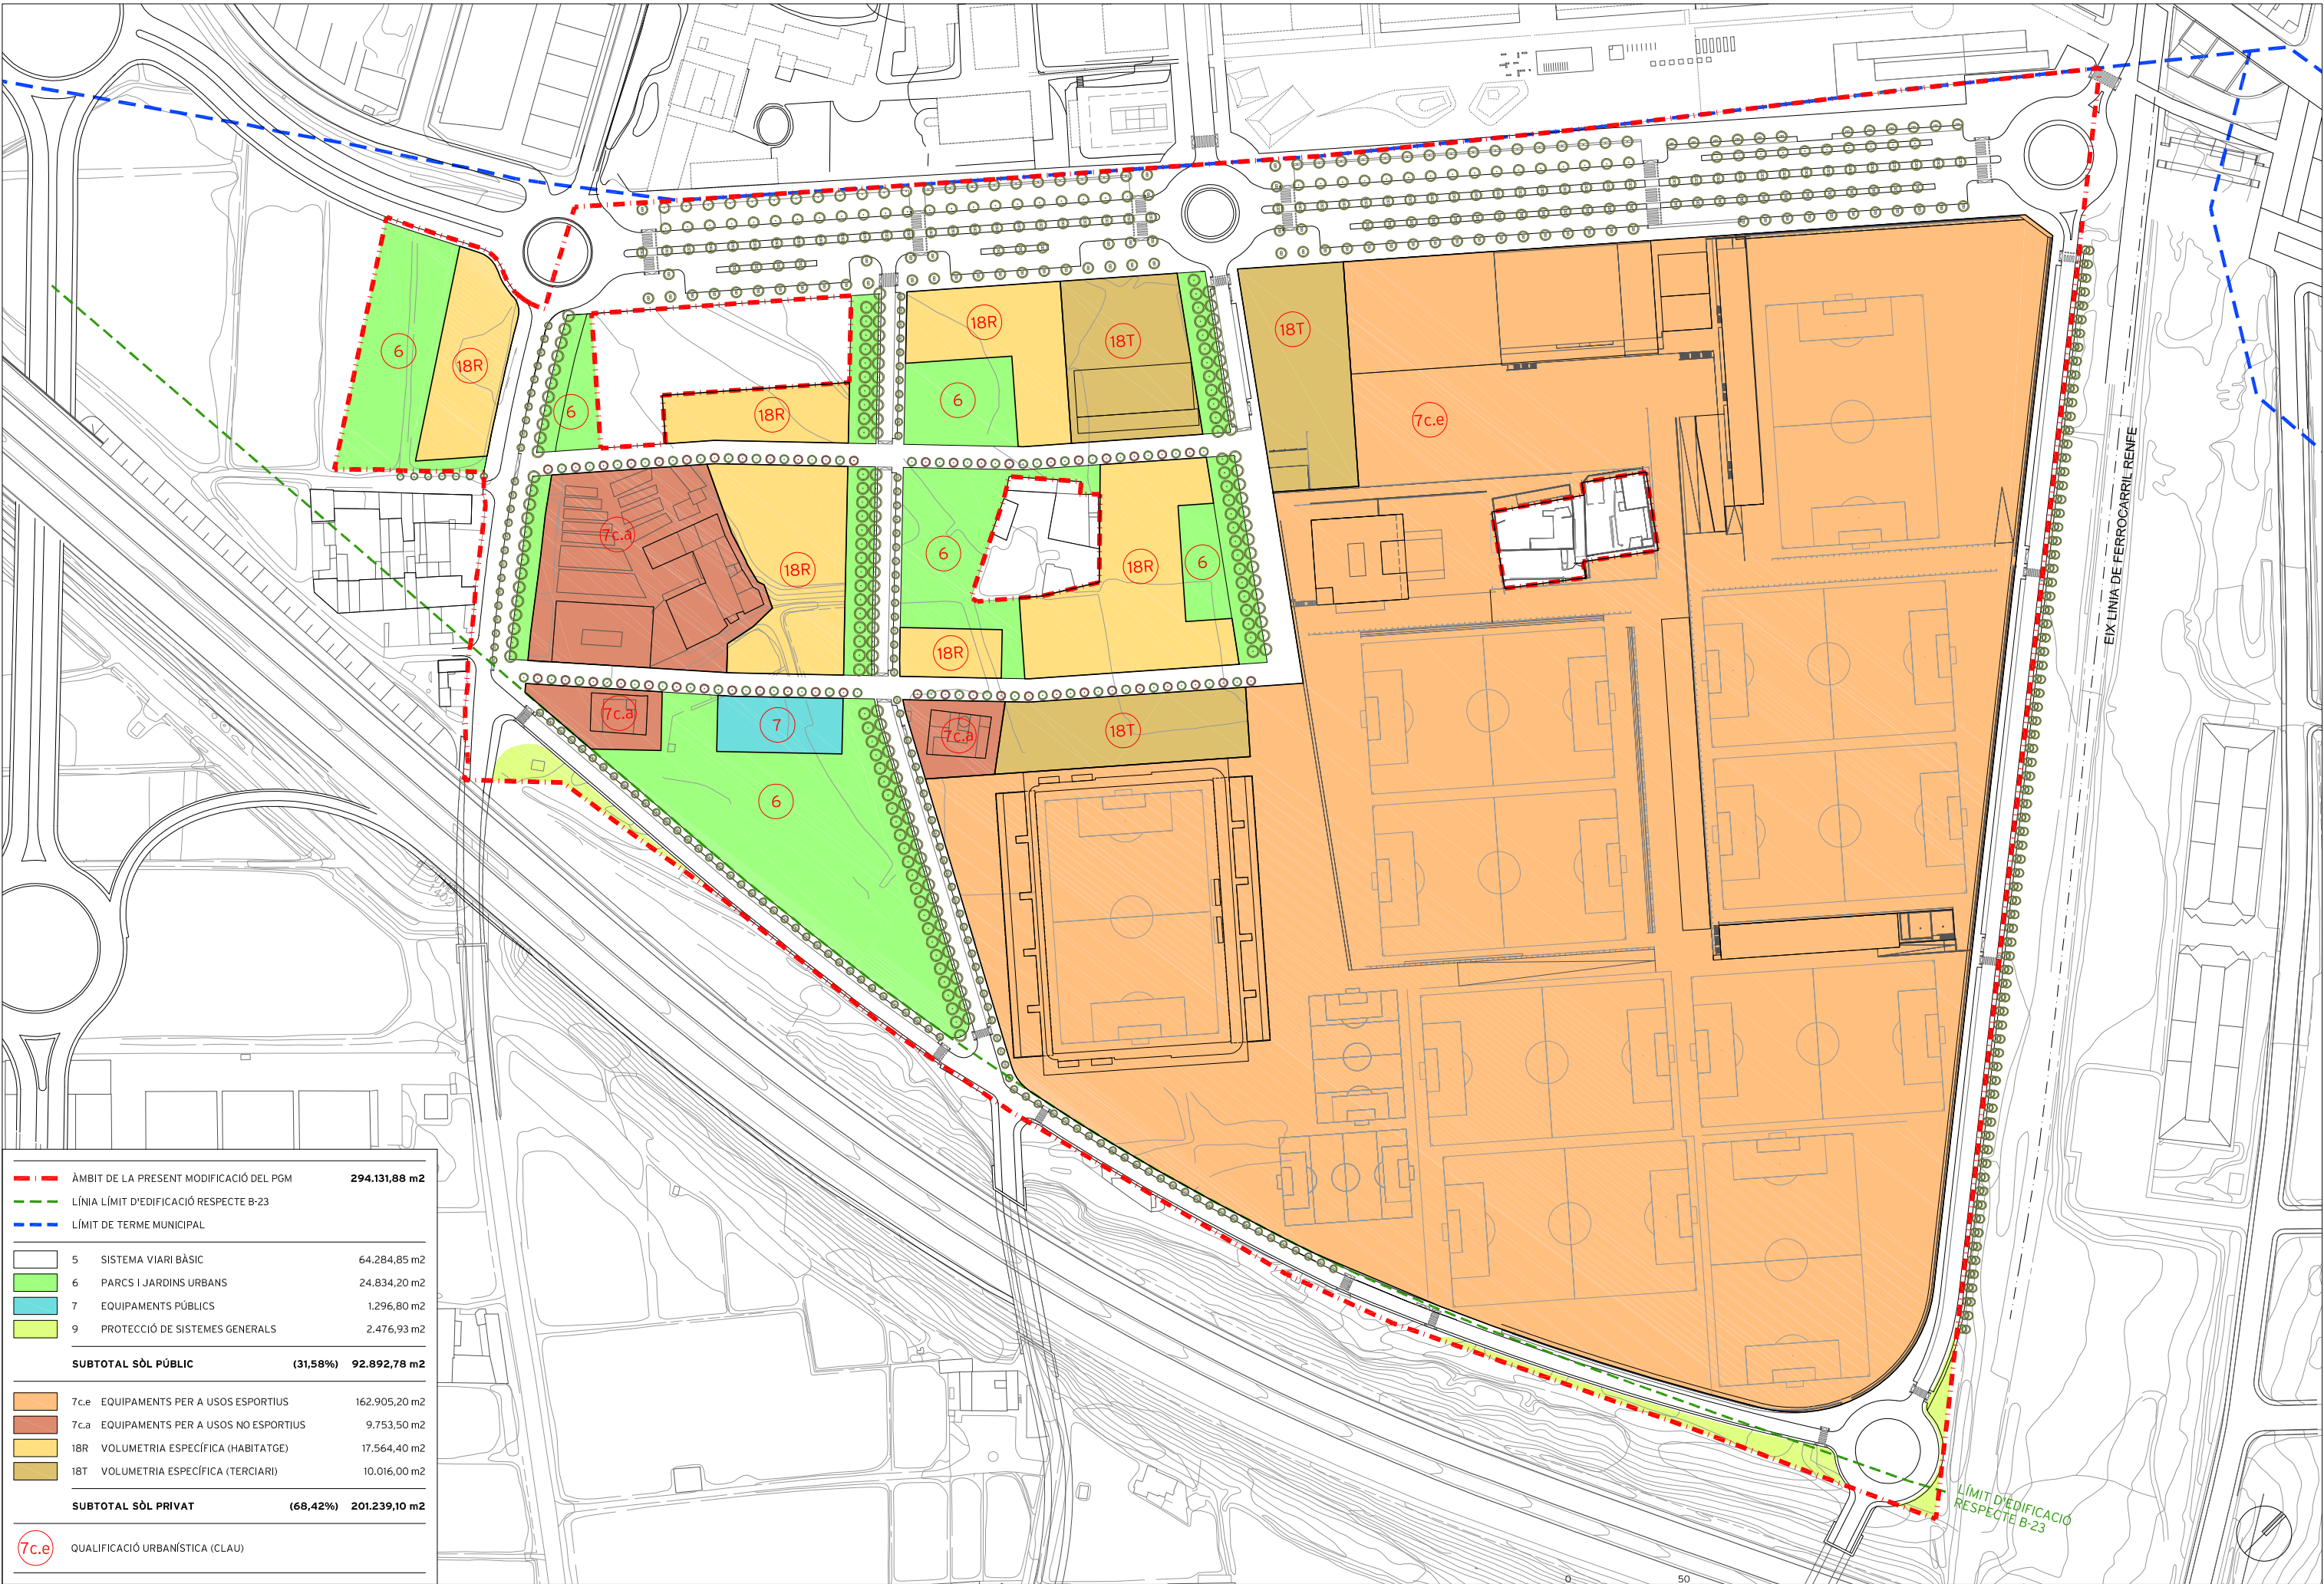 6
18R
6
18R
18R
6
18T
18T
7c.e
7c.a
18R
6
18R
6
18R
7c.a
7
7c.a
18T
6
EIX LINIA DE FERROCARRIL RENFE
LÍMIT D'EDIFICACIÓ
RESPECTE B-23
0 50
ÀMBIT DE LA PRESENT MODIFICACIÓ DEL PGM 294.131,88 m2
LÍNIA LÍMIT D'EDIFICACIÓ RESPECTE B-23
LÍMIT DE TERME MUNICIPAL
5 SISTEMA VIARI BÀSIC 64.284,85 m2
6 PARCS I JARDINS URBANS 24.834,20 m2
7 EQUIPAMENTS PÚBLICS 1.296,80 m2
9 PROTECCIÓ DE SISTEMES GENERALS 2.476,93 m2
SUBTOTAL SÒL PÚBLIC (31,58%) 92.892,78 m2
7c.e EQUIPAMENTS PER A USOS ESPORTIUS 162.905,20 m2
7c.a EQUIPAMENTS PER A USOS NO ESPORTIUS 9.753,50 m2
18R VOLUMETRIA ESPECÍFICA (HABITATGE) 17.564,40 m2
18T VOLUMETRIA ESPECÍFICA (TERCIARI) 10.016,00 m2
SUBTOTAL SÒL PRIVAT (68,42%) 201.239,10 m2
7c.e QUALIFICACIÓ URBANÍSTICA (CLAU)